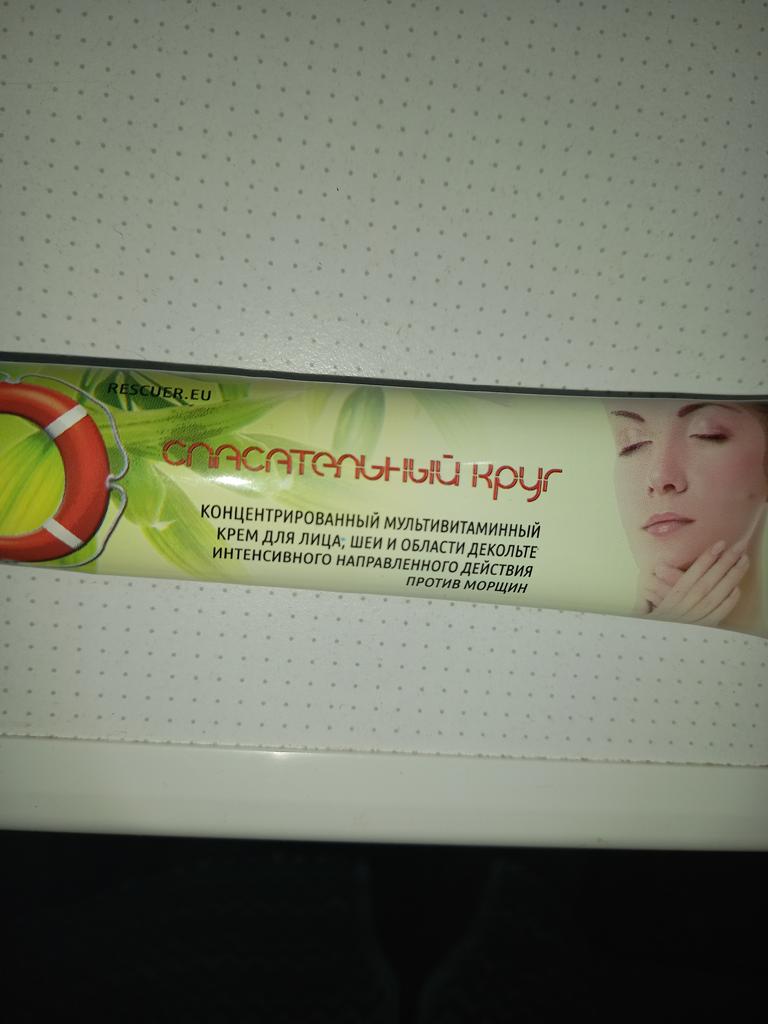 RESCUER.EU
СПАСАТЕЛЬНЫЙ КРУГ
КОНЦЕНТРИРОВАННЫЙ МУЛЬТИВИТАМИННЫЙ
КРЕМ ДЛЯ ЛИЦА, ШЕИ И ОБЛАСТИ ДЕКОЛЬТЕ
ИНТЕНСИВНОГО НАПРАВЛЕННОГО ДЕЙСТВИЯ
ПРОТИВ МОРЩИН